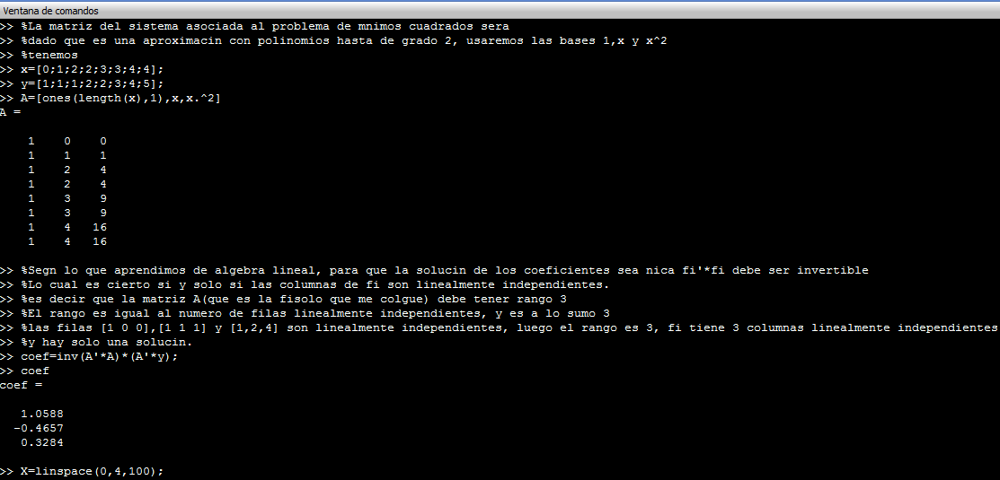 Ventana de comandos
>> %La matriz del sistema asociada al problema de mnimos cuadrados sera
>> %dado que es una aproximacin con polinomios hasta de grado 2, usaremos las bases 1,x y x^2
>> %tenemos
>> x=[0;1;2;2;3;3;4;4];
>> y=[1;1;1;2;2;3;4;5];
>> A=[ones(length(x),1),x,x.^2]
A =
1 0 0
1 1 1
1 2 4
1 2 4
1 3 9
1 3 9
1 4 16
1 4 16
>> %Segn lo que aprendimos de algebra lineal, para que la solucin de los coeficientes sea nica fi'*fi debe ser invertible
>> %Lo cual es cierto si y solo si las columnas de fi son linealmente independientes.
>> %es decir que la matriz A(que es la fisolo que me colgue) debe tener rango 3
>> %El rango es igual al numero de filas linealmente independientes, y es a lo sumo 3
>> %las filas [1 0 0],[1 1 1] y [1,2,4] son linealmente independientes, luego el rango es 3, fi tiene 3 columnas linealmente independientes
>> %y hay solo una solucin.
>> coef=inv(A'*A)*(A'*y);
>> coef
coef =
1.0588
-0.4657
0.3284
>> X=linspace(0,4,100);